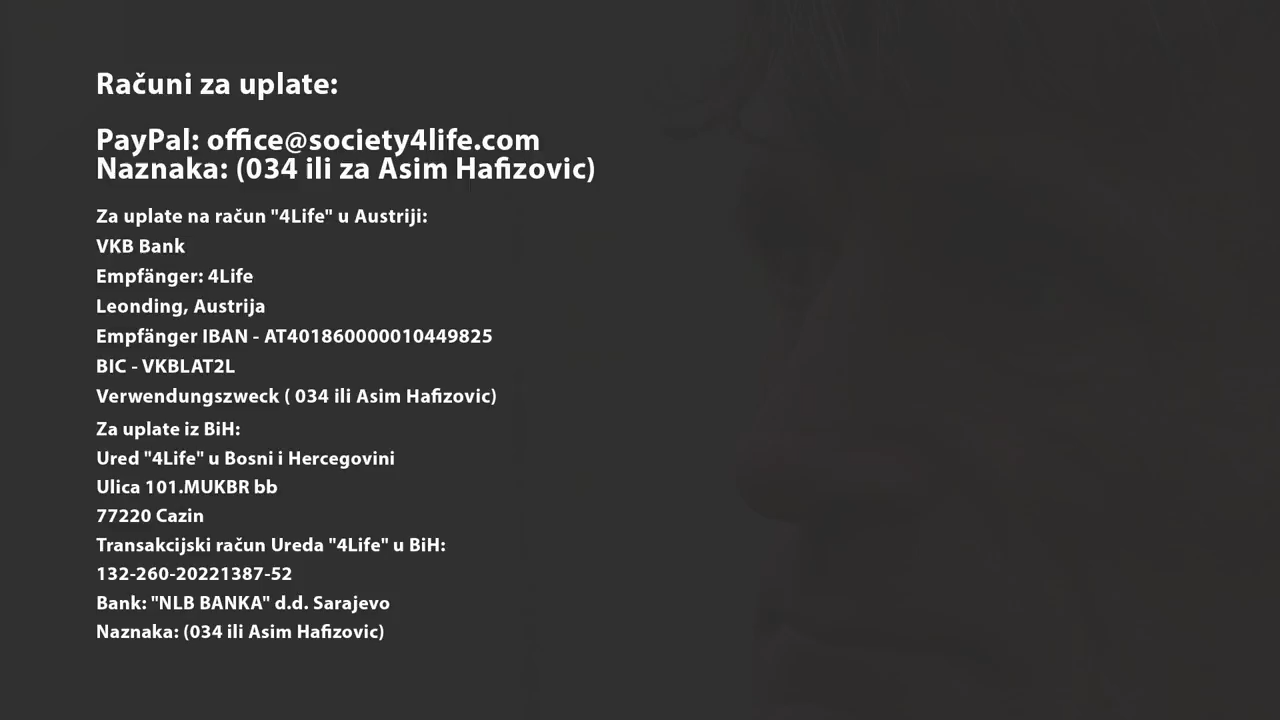 Računi za uplate:
PayPal: office@society4life.com
Naznaka: (034 ili za Asim Hafizovic)
Za uplate na račun "4Life" u Austriji:
VKB Bank
Empfänger: 4Life
Leonding, Austrija
Empfänger IBAN - AT401860000010449825
BIC - VKBLAT2L
Verwendungszweck ( 034 ili Asim Hafizovic)
Za uplate iz BiH:
Ured "4Life" u Bosni i Hercegovini
Ulica 101.MUKBR bb
77220 Cazin
Transakcijski račun Ureda "4Life" u BiH:
132-260-20221387-52
Bank: "NLB BANKA" d.d. Sarajevo
Naznaka: (034 ili Asim Hafizovic)